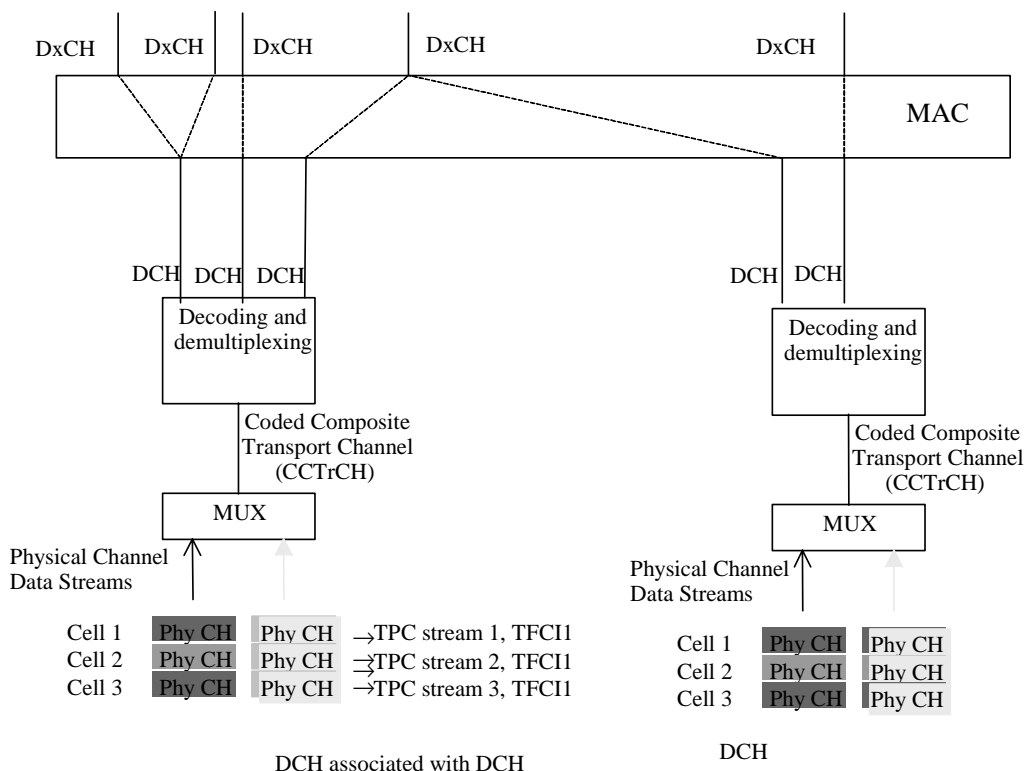 DxCH DxCH DxCH DxCH DxCH
MAC
DCH DCH DCH DCH DCH
Decoding and
demultiplexing
Decoding and
demultiplexing
Coded Composite
Transport Channel
(CCTrCH)
Coded Composite
Transport Channel
(CCTrCH)
MUX
MUX
Physical Channel
Data Streams
Physical Channel
Data Streams
Cell 1 Phy CH Phy CH →TPC stream 1, TFCI1
Cell 2 Phy CH Phy CH →TPC stream 2, TFCI1
Cell 3 Phy CH Phy CH →TPC stream 3, TFCI1
Cell 1 Phy CH Phy CH
Cell 2 Phy CH Phy CH
Cell 3 Phy CH Phy CH
DCH associated with DCH
DCH